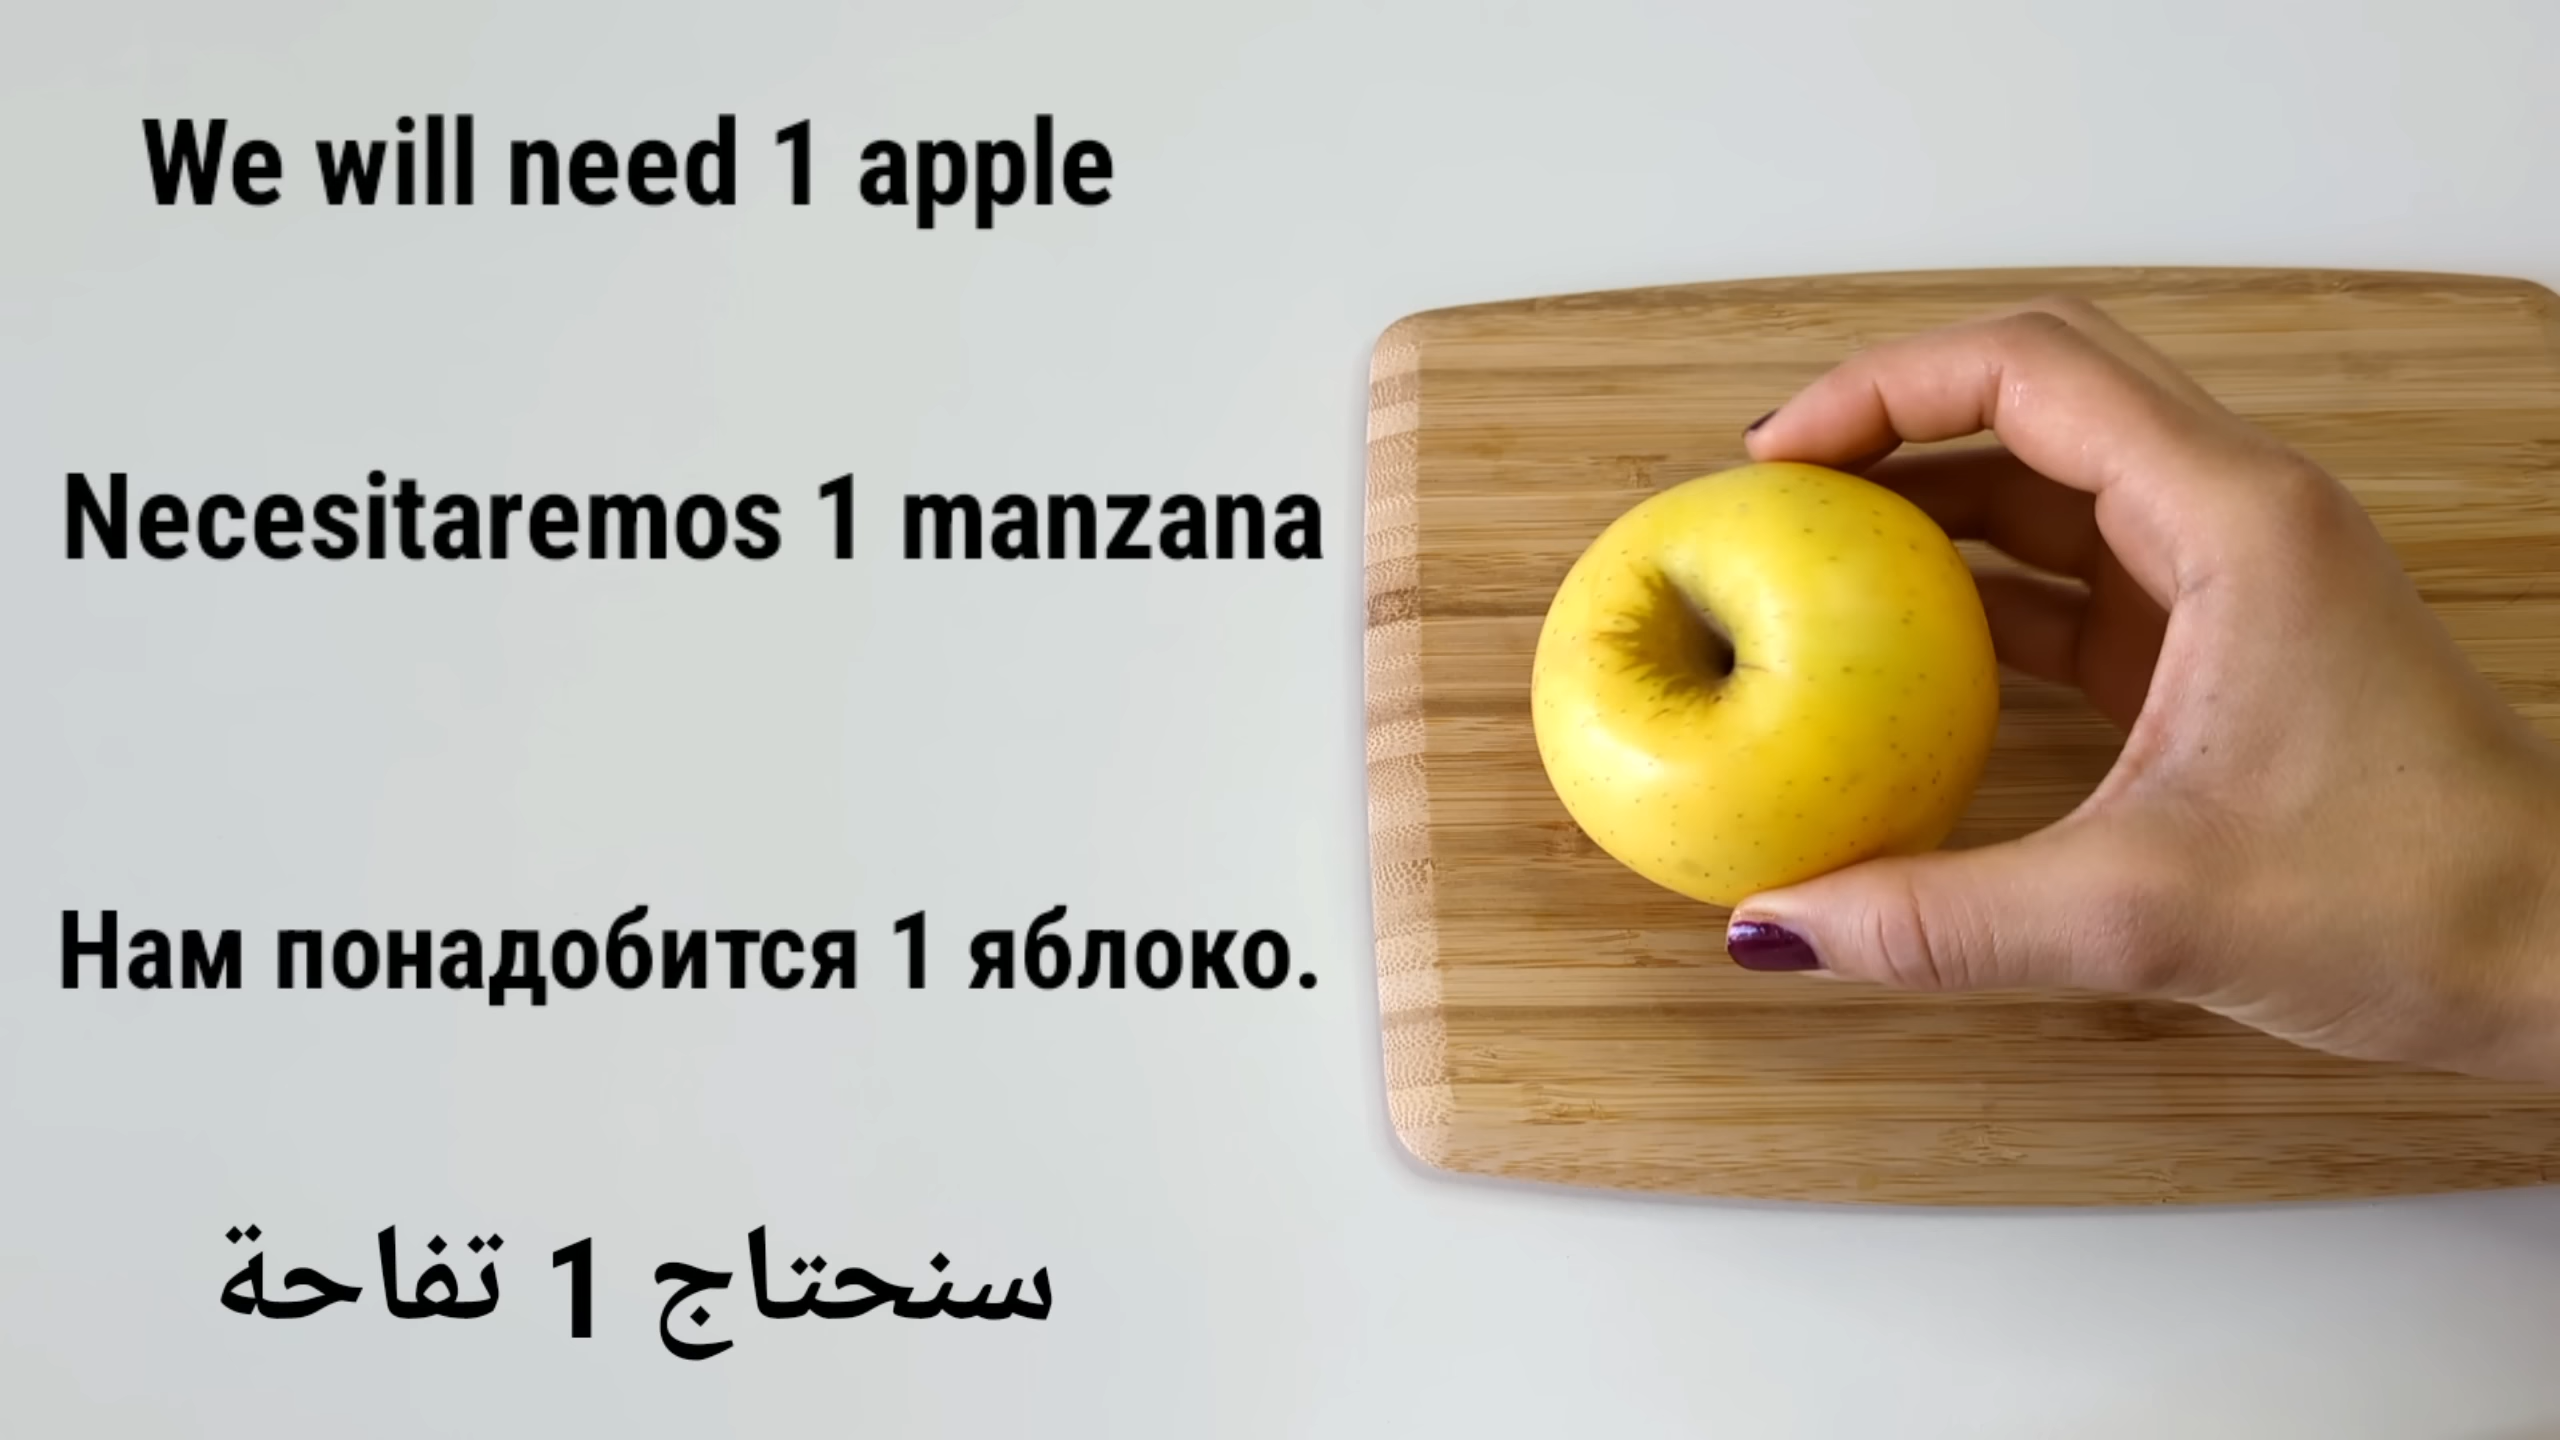 We will need 1 apple
Necesitaremos 1 manzana
Нам понадобится 1 яблоко.
سنحتاج 1 تفاحة